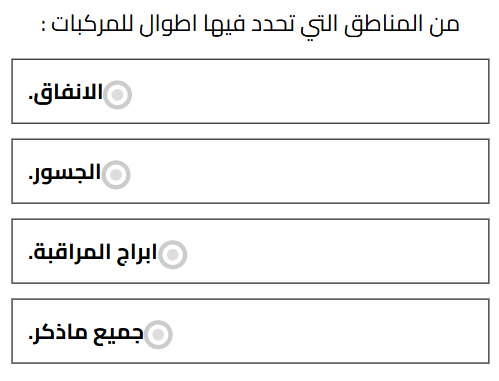 من المناطق التي تحدد فيها اطوال للمركبات :
الانفاق.
الجسور.
ابراج المراقبة.
جميع ماذكر.